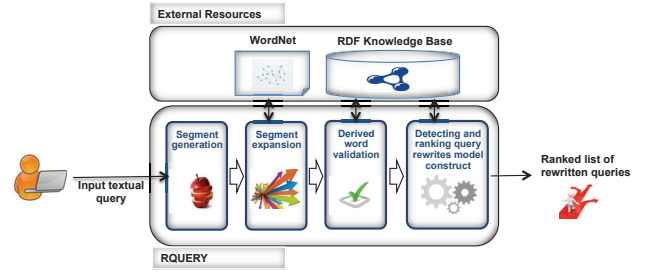 External Resources
WordNet
RDF Knowledge Base
Segment
generation
Segment
expansion
Derived
word
validation
Detecting and
ranking query
rewrites model
construct
Input textual
query
Ranked list of
rewritten queries
RQUERY